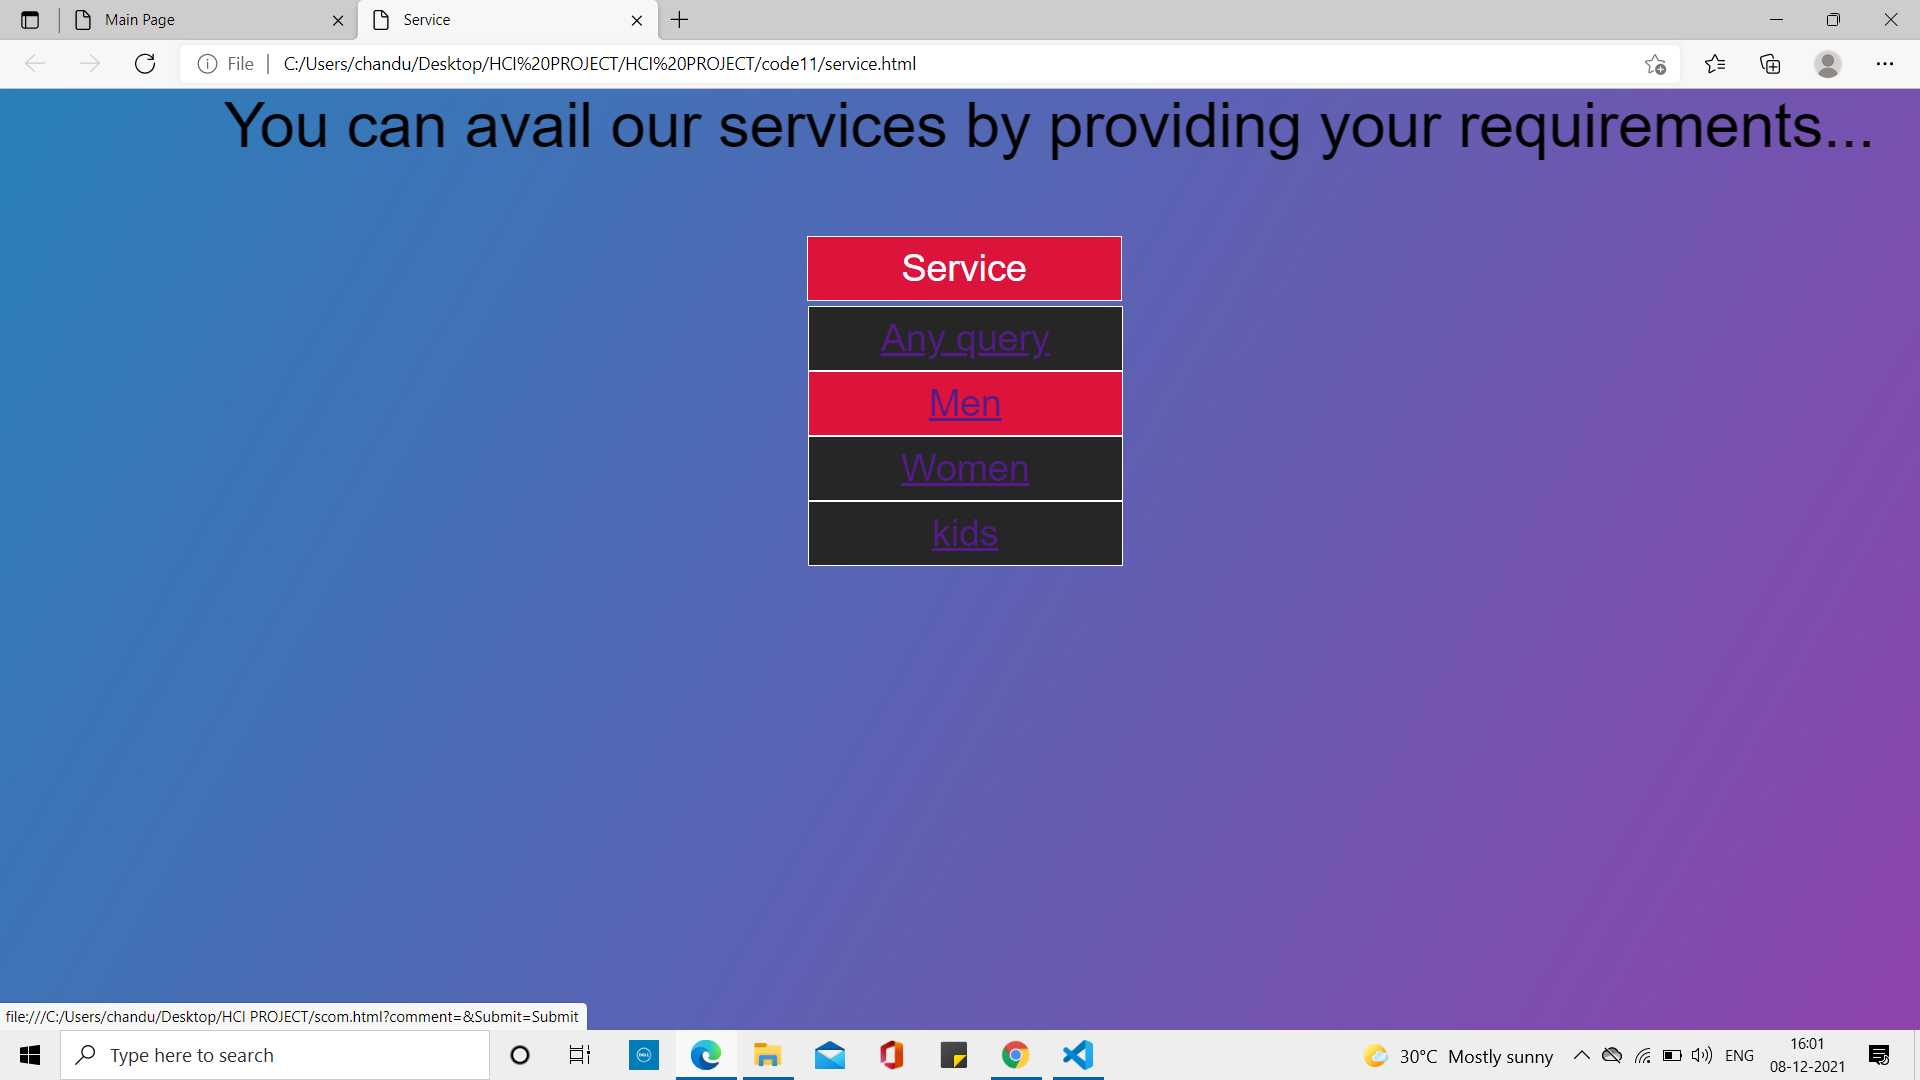 Main Page
Service
File
C:/Users/chandu/Desktop/HCI%20PROJECT/HCI%20PROJECT/code11/service.html
You can avail our services by providing your requirements...
Service
Any query
Men
Women
kids
file:///C:/Users/chandu/Desktop/HCI PROJECT/scom.html?comment=&Submit=Submit
Type here to search
DELL
30°C Mostly sunny
ENG
16:01
08-12-2021